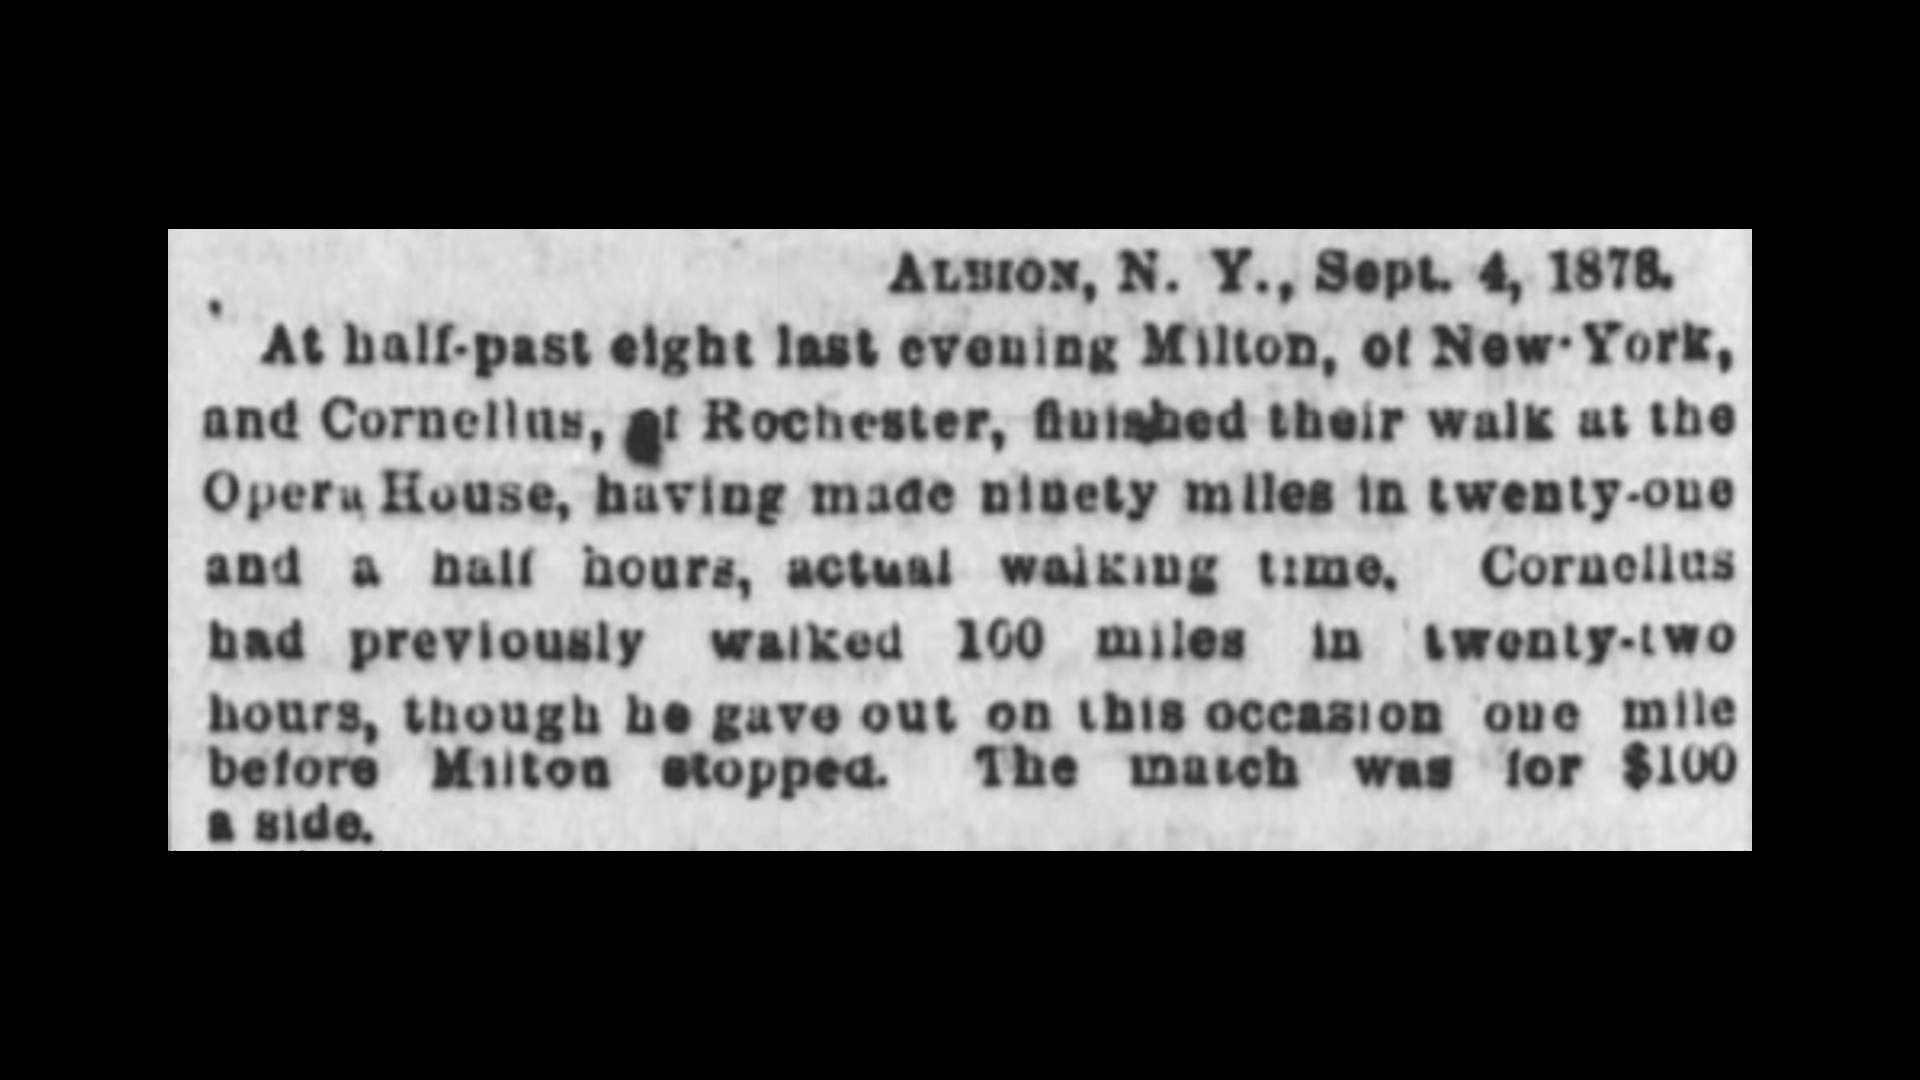 ALBION, N. Y., Sept. 4, 1878.
At half-past eight last evening Milton, of New-York,
and Cornelius, of Rochester, finished their walk at the
Opera House, having made ninety miles in twenty-one
and a half hours, actual walking time. Cornelius
had previously walked 100 miles in twenty-two
hours, though he gave out on this occasion one mile
before Milton stopped. The match was for $100
a side.